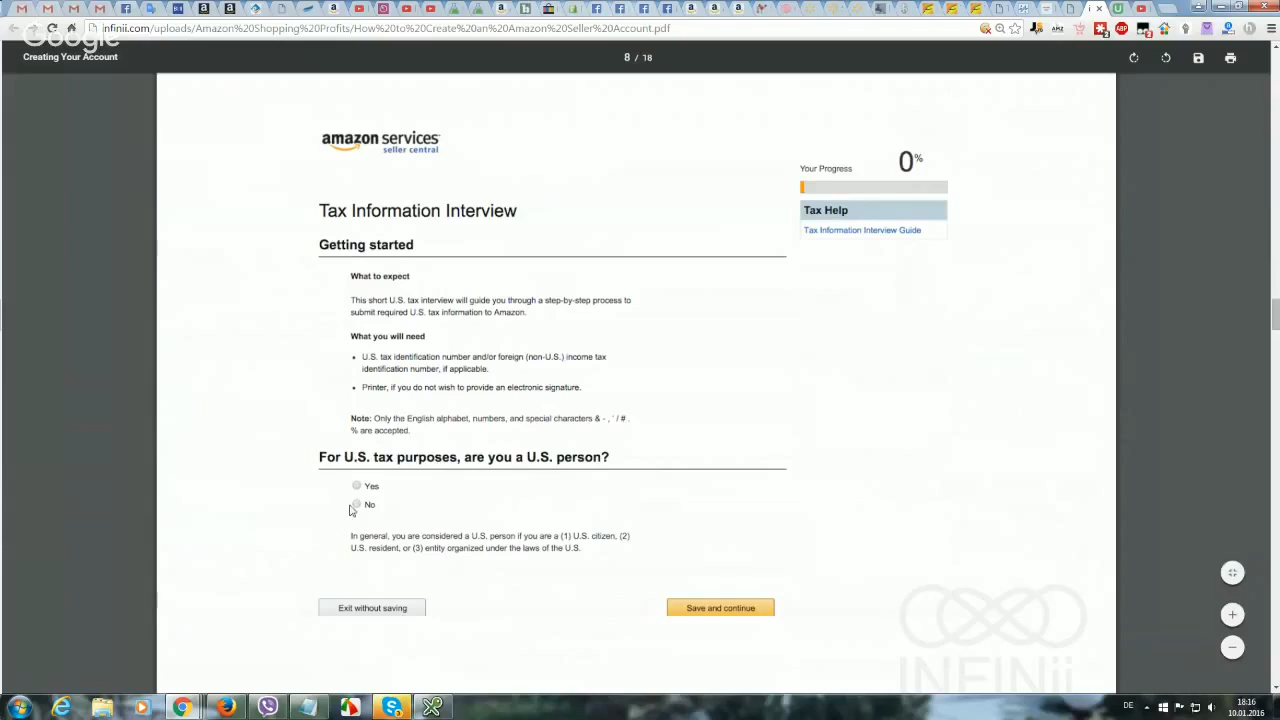 infinii.com/uploads/Amazon%20Shopping%20Profits/How%20to%20Create%20an%20Amazon%20Seller%20Account.pdf
Google
Creating Your Account
8 / 18
amazon services
seller central
Your Progress
0%
Tax Help
Tax Information Interview Guide
Tax Information Interview
Getting started
What to expect
This short U.S. tax interview will guide you through a step-by-step process to
submit required U.S. tax information to Amazon.
What you will need
• U.S. tax identification number and/or foreign (non-U.S.) income tax
identification number, if applicable.
• Printer, if you do not wish to provide an electronic signature.
Note: Only the English alphabet, numbers, and special characters & - , ' / # .
% are accepted.
For U.S. tax purposes, are you a U.S. person?
Yes
No
In general, you are considered a U.S. person if you are a (1) U.S. citizen, (2)
U.S. resident, or (3) entity organized under the laws of the U.S.
Exit without saving
Save and continue
INFINii
DE
18:16
10.01.2016